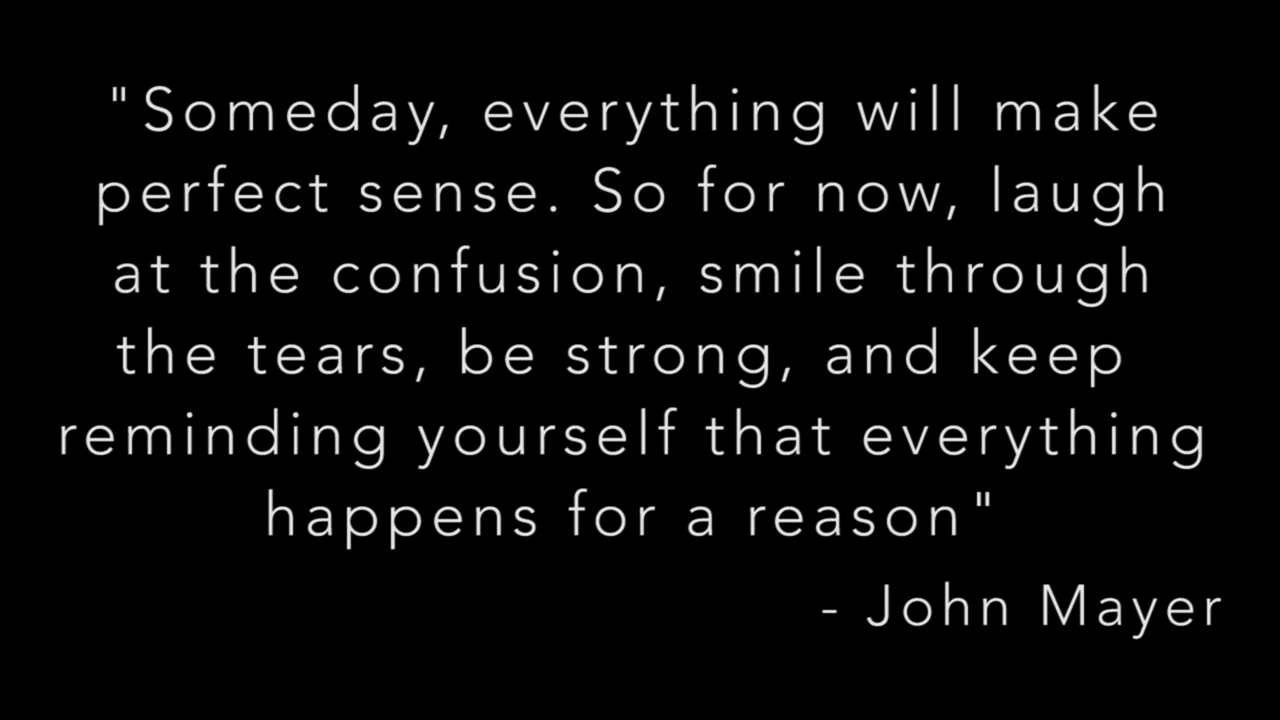 "Someday, everything will make
perfect sense. So for now, laugh
at the confusion, smile through
the tears, be strong, and keep
reminding yourself that everything
happens for a reason"
- John Mayer